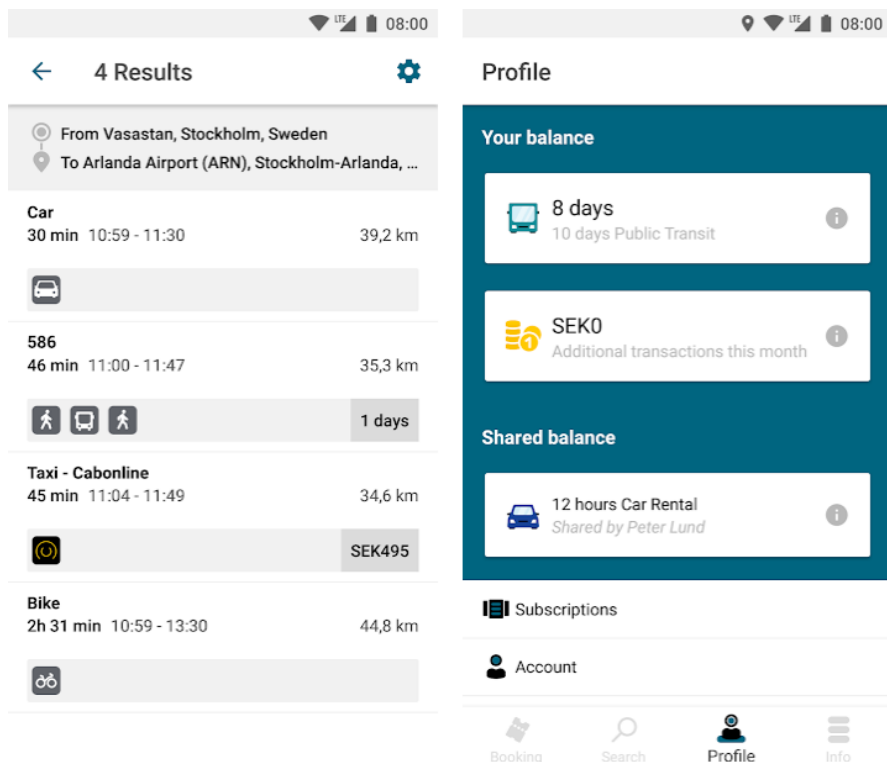 LTE 08:00
4 Results
From Vasastan, Stockholm, Sweden
To Arlanda Airport (ARN), Stockholm-Arlanda, ...
Car
30 min 10:59 - 11:30 39,2 km
586
46 min 11:00 - 11:47 35,3 km
1 days
Taxi - Cabonline
45 min 11:04 - 11:49 34,6 km
SEK495
Bike
2h 31 min 10:59 - 13:30 44,8 km
LTE 08:00
Profile
Your balance
8 days
10 days Public Transit
1
SEK0
Additional transactions this month
Shared balance
12 hours Car Rental
Shared by Peter Lund
Subscriptions
Account
Booking Search Profile Info